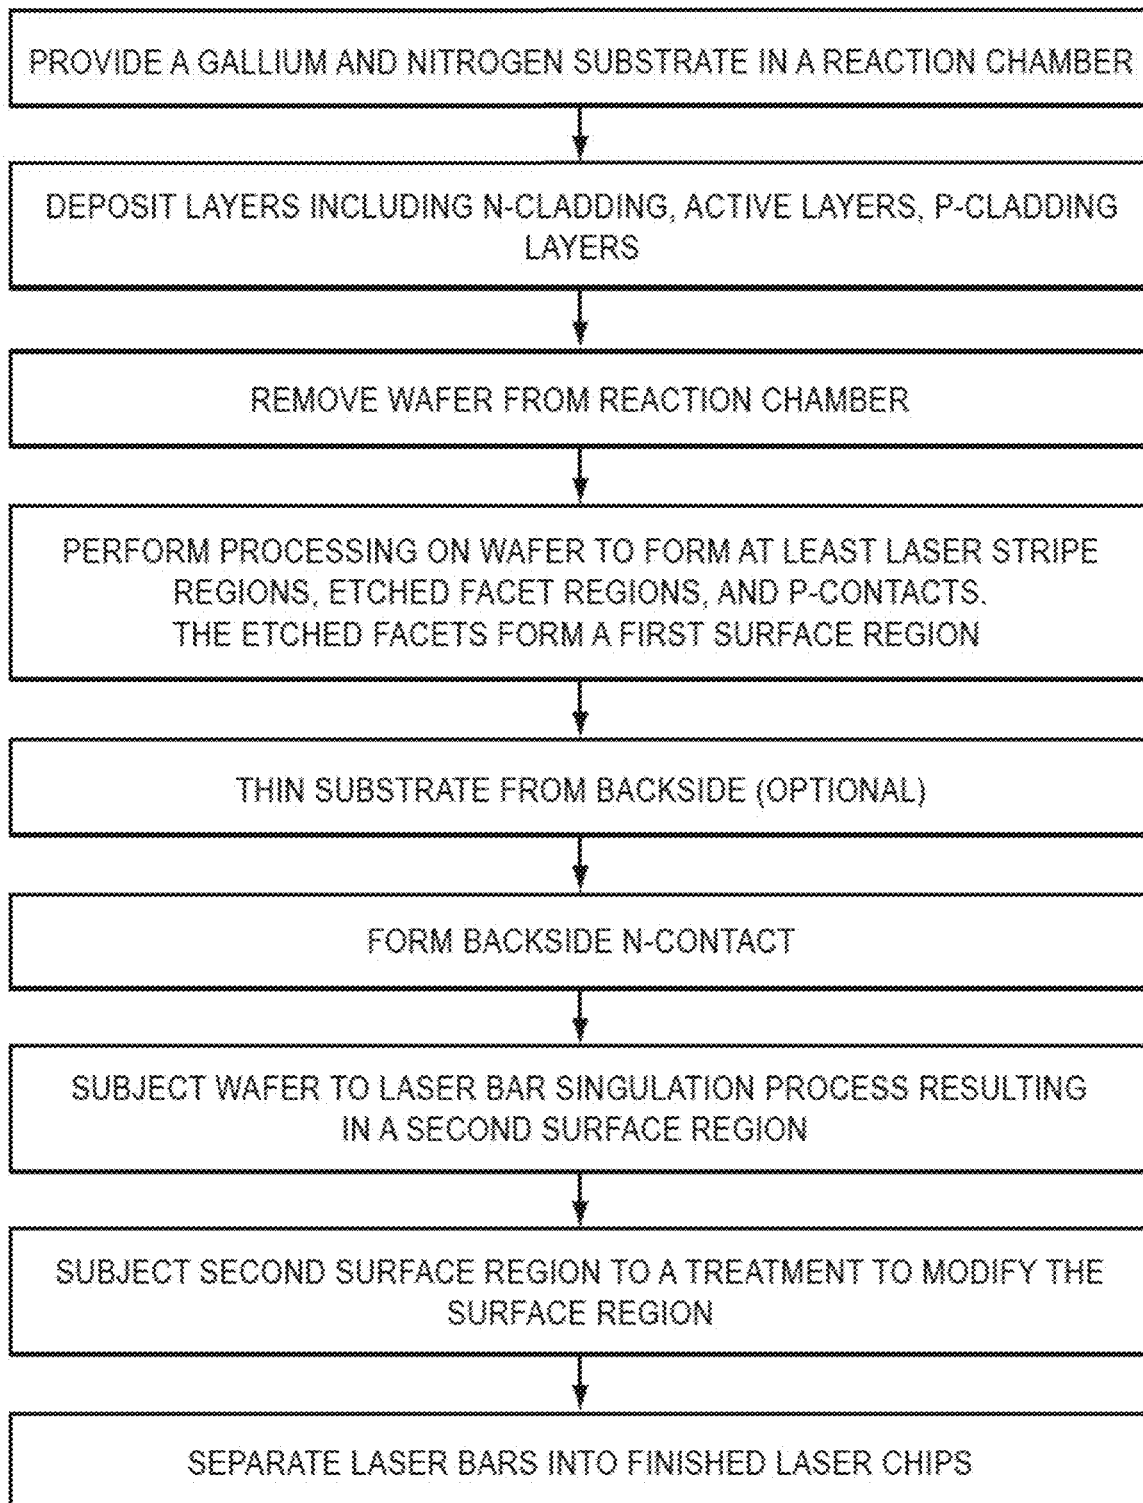 PROVIDE A GALLIUM AND NITROGEN SUBSTRATE IN A REACTION CHAMBER
DEPOSIT LAYERS INCLUDING N-CLADDING, ACTIVE LAYERS, P-CLADDING
LAYERS
REMOVE WAFER FROM REACTION CHAMBER
PERFORM PROCESSING ON WAFER TO FORM AT LEAST LASER STRIPE
REGIONS, ETCHED FACET REGIONS, AND P-CONTACTS.
THE ETCHED FACETS FORM A FIRST SURFACE REGION
THIN SUBSTRATE FROM BACKSIDE (OPTIONAL)
FORM BACKSIDE N-CONTACT
SUBJECT WAFER TO LASER BAR SINGULATION PROCESS RESULTING
IN A SECOND SURFACE REGION
SUBJECT SECOND SURFACE REGION TO A TREATMENT TO MODIFY THE
SURFACE REGION
SEPARATE LASER BARS INTO FINISHED LASER CHIPS